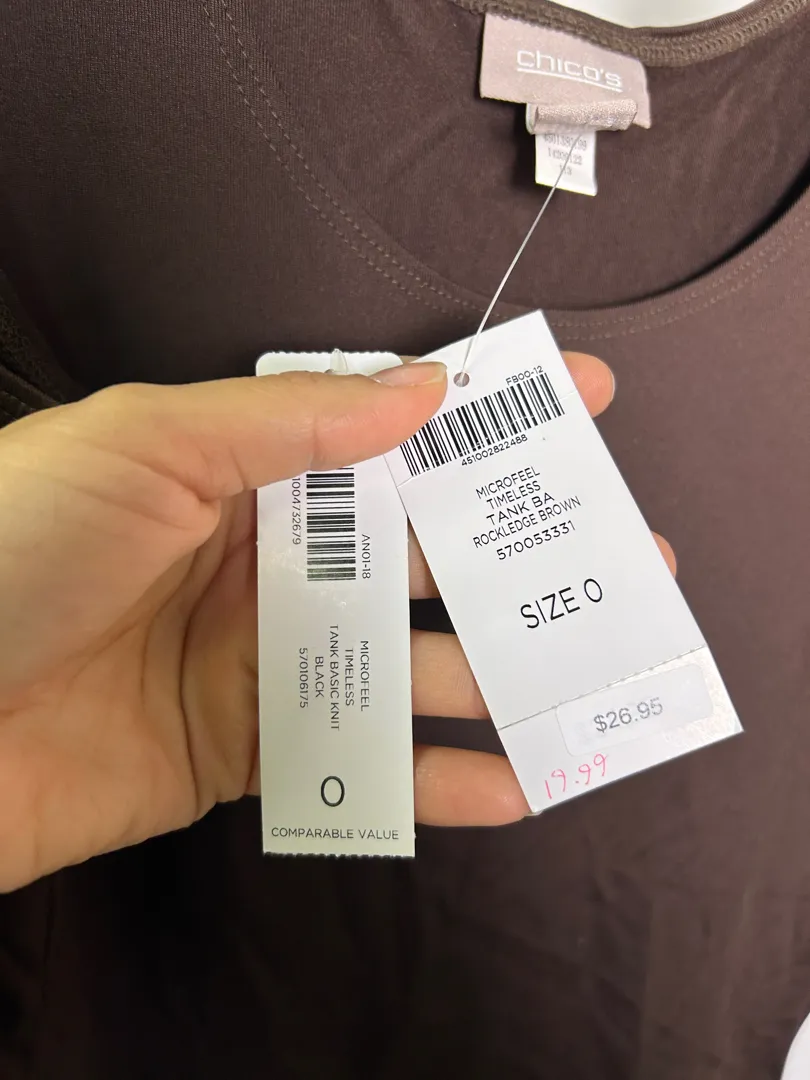 chico's
FB00-12
451002822488
MICROFEEL
TIMELESS
TANK BA
ROCKLEDGE BROWN
570053331
SIZE 0
$26.95
19.99
1004732679
AN01-18
MICROFEEL
TIMELESS
TANK BASIC KNIT
BLACK
570106175
0
COMPARABLE VALUE